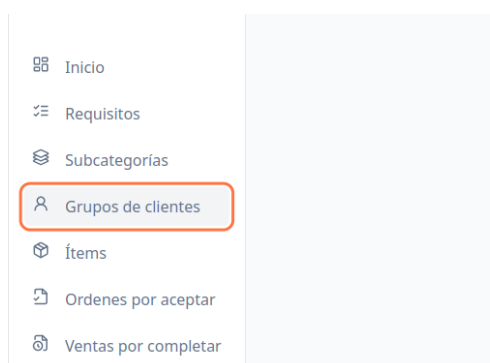 Inicio
Requisitos
Subcategorías
Grupos de clientes
Ítems
Ordenes por aceptar
Ventas por completar